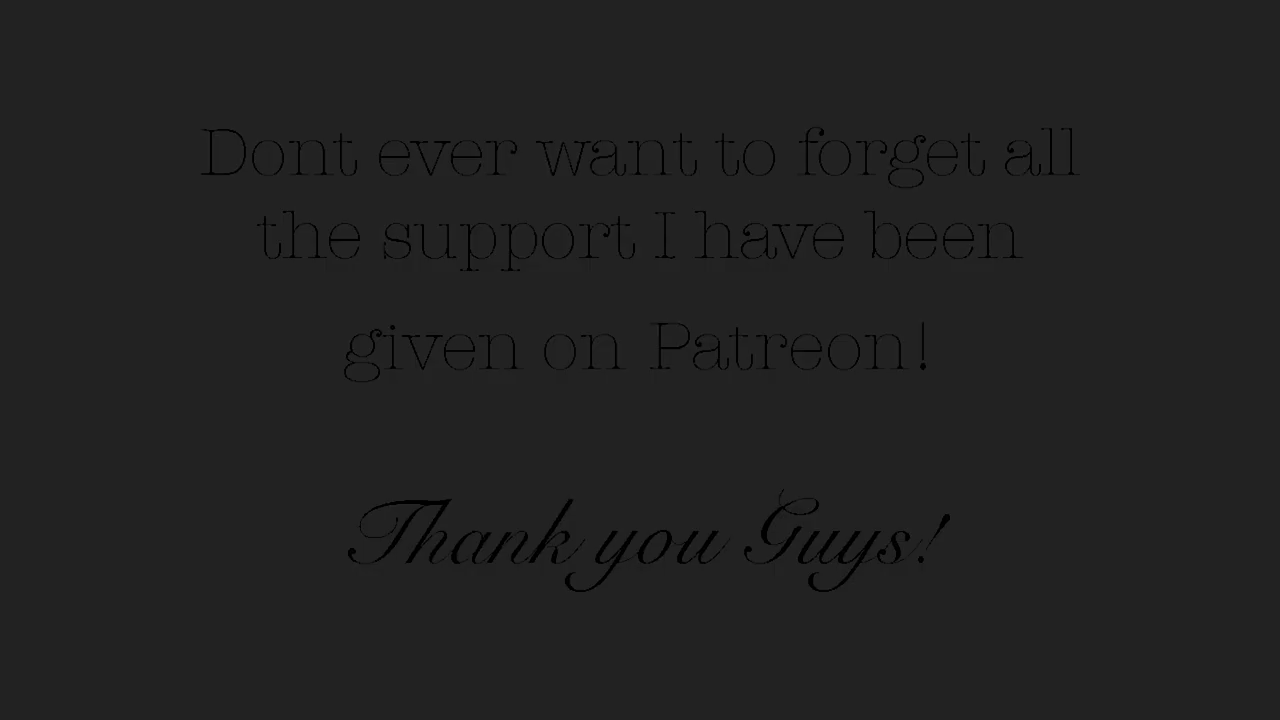 Dont ever want to forget all
the support I have been
given on Patreon!
Thank you Guys!